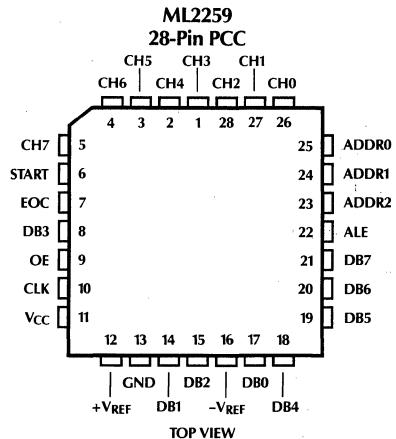 ML2259
28-Pin PCC
CH5 CH3 CH1
CH6 CH4 CH2 CH0
4 3 2 1 28 27 26
CH7 5 25 ADDR0
START 6 24 ADDR1
EOC 7 23 ADDR2
DB3 8 22 ALE
OE 9 21 DB7
CLK 10 20 DB6
VCC 11 19 DB5
12 13 14 15 16 17 18
GND DB2 DB0
+VREF DB1 –VREF DB4
TOP VIEW